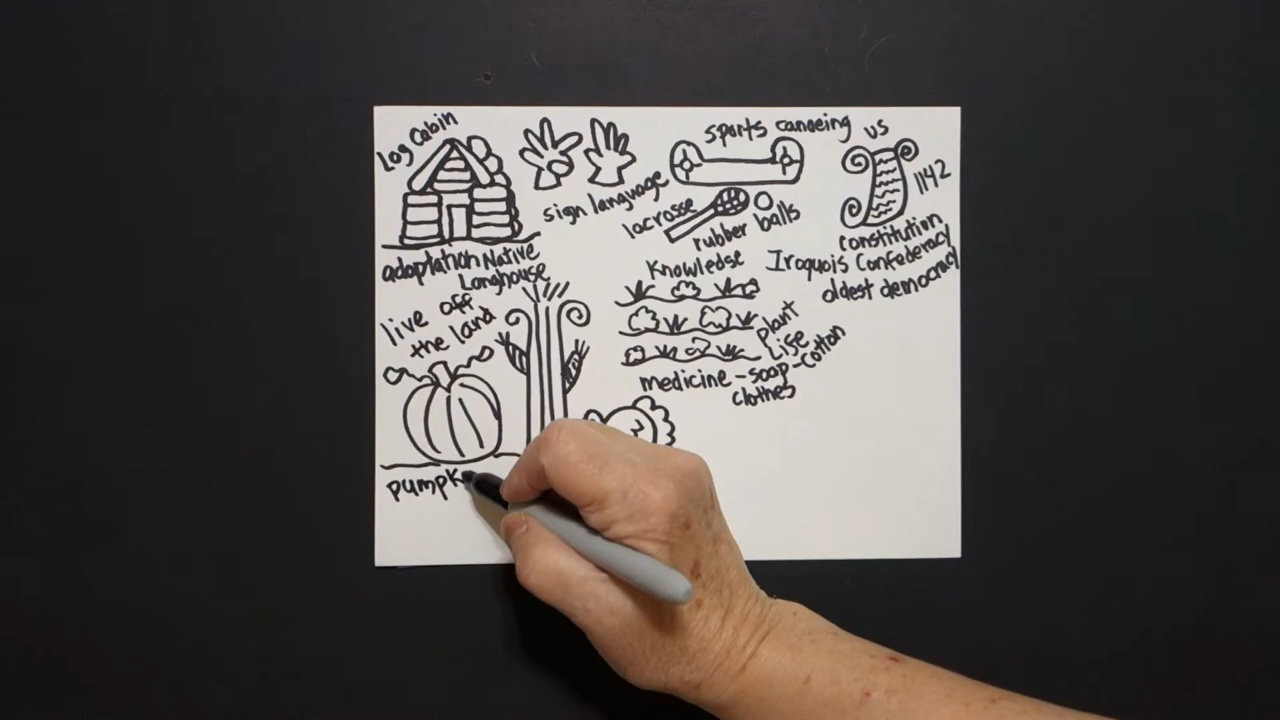 Log Cabin
adaptation Native
Longhouse
sign language
sports canoeing
lacrosse
rubber balls
US
1142
constitution
Iroquois Confederacy
oldest democracy
Knowledge
plant
Life
medicine - soap - cotton
clothes
live off
the land
pumpk